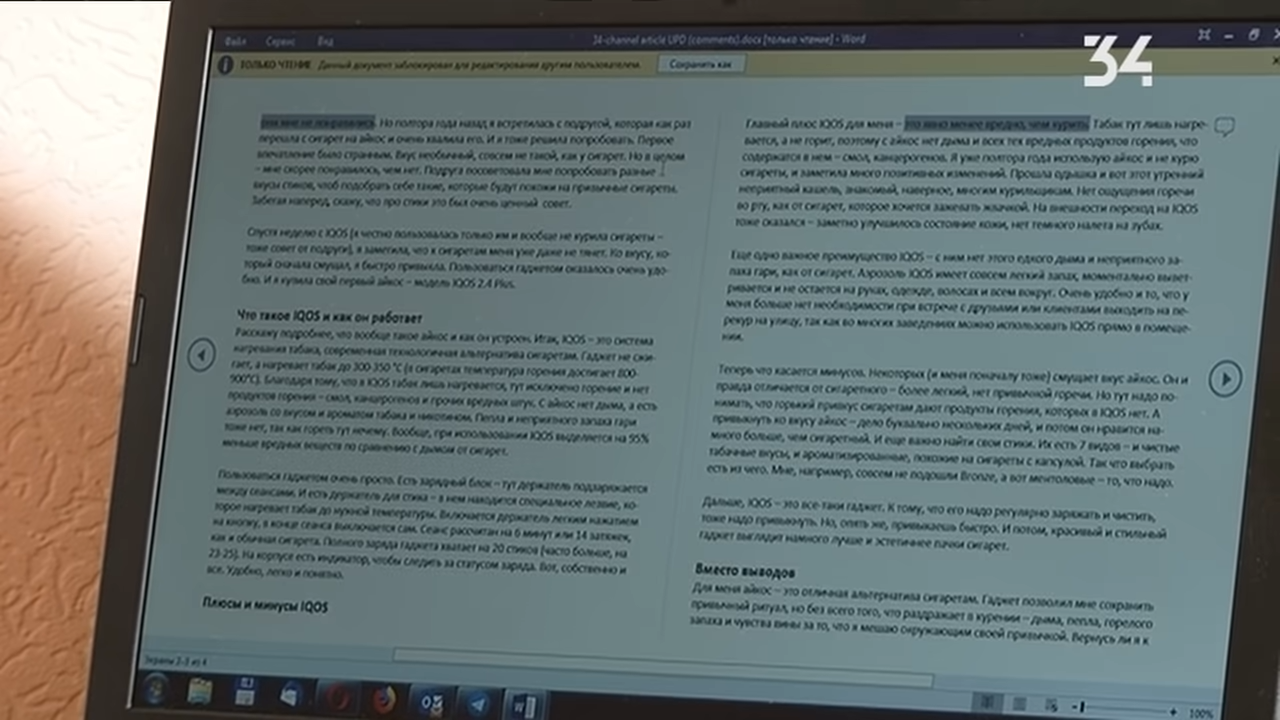 Файл Сервис Вид
34-channel article UPD (comments).docx [только чтение] - Word
34
ТОЛЬКО ЧТЕНИЕ Данный документ заблокирован для редактирования другим пользователем. Сохранить как
мне не понравились. Но полтора года назад я встретилась с подругой, которая как раз
перешла с сигарет на айкос и очень хвалила его. И я тоже решила попробовать. Первое
впечатление было странным. Вкус необычный, совсем не такой, как у сигарет. Но в целом
– мне скорее понравилось, чем нет. Подруга посоветовала мне попробовать разные
вкусы стиков, чтоб подобрать себе такие, которые будут похожи на привычные сигареты.
Забегая наперед, скажу, что про стики это был очень ценный совет.
Спустя неделю с IQOS (я честно пользовалась только им и вообще не курила сигареты –
тоже совет от подруги), я заметила, что к сигаретам меня уже даже не тянет. Ко вкусу, ко-
торый сначала смущал, я быстро привыкла. Пользоваться гаджетом оказалось очень удо-
бно. И я купила свой первый айкос – модель IQOS 2.4 Plus.
Что такое IQOS и как он работает
Расскажу подробнее, что вообще такое айкос и как он устроен. Итак, IQOS – это система
нагревания табака, современная технологичная альтернатива сигаретам. Гаджет не сжи-
гает, а нагревает табак до 300-350 °С (в сигаретах температура горения достигает 800-
900°С). Благодаря тому, что в IQOS табак лишь нагревается, тут исключено горение и нет
продуктов горения – смол, канцерогенов и прочих вредных штук. С айкос нет дыма, а есть
аэрозоль со вкусом и ароматом табака и никотином. Пепла и неприятного запаха гари
тоже нет, так как гореть тут нечему. Вообще, при использовании IQOS выделяется на 95%
меньше вредных веществ по сравнению с дымом от сигарет.
Пользоваться гаджетом очень просто. Есть зарядный блок – тут держатель подзаряжается
между сеансами. И есть держатель для стика – в нем находится специальное лезвие, ко-
торое нагревает табак до нужной температуры. Включается держатель легким нажатием
на кнопку, в конце сеанса выключается сам. Сеанс рассчитан на 6 минут или 14 затяжек,
как и обычная сигарета. Полного заряда гаджета хватает на 20 стиков (часто больше, на
23-25). На корпусе есть индикатор, чтобы следить за статусом заряда. Вот, собственно и
все. Удобно, легко и понятно.
Плюсы и минусы IQOS
Главный плюс IQOS для меня – это явно менее вредно, чем курить. Табак тут лишь нагре-
вается, а не горит, поэтому с айкос нет дыма и всех тех вредных продуктов горения, что
содержатся в нем – смол, канцерогенов. Я уже полтора года использую айкос и не курю
сигареты, и заметила много позитивных изменений. Прошла одышка и вот этот утренний
неприятный кашель, знакомый, наверное, многим курильщикам. Нет ощущения горечи
во рту, как от сигарет, которое хочется зажевать жвачкой. На внешности переход на IQOS
тоже сказался – заметно улучшилось состояние кожи, нет темного налета на зубах.
Еще одно важное преимущество IQOS – с ним нет этого едкого дыма и неприятного за-
паха гари, как от сигарет. Аэрозоль IQOS имеет совсем легкий запах, моментально вывет-
ривается и не остается на руках, одежде, волосах и всем вокруг. Очень удобно и то, что у
меня больше нет необходимости при встрече с друзьями или клиентами выходить на пе-
рекур на улицу, так как во многих заведениях можно использовать IQOS прямо в помеще-
нии.
Теперь что касается минусов. Некоторых (и меня поначалу тоже) смущает вкус айкос. Он и
правда отличается от сигаретного – более легкий, нет привычной горечи. Но тут надо по-
нимать, что горький привкус сигаретам дают продукты горения, которых в IQOS нет. А
привыкнуть ко вкусу айкос – дело буквально нескольких дней, и потом он нравится на-
много больше, чем сигаретный. И еще важно найти свои стики. Их есть 7 видов – и чистые
табачные вкусы, и ароматизированные, похожие на сигареты с капсулой. Так что выбрать
есть из чего. Мне, например, совсем не подошли Bronze, а вот ментоловые – то, что надо.
Дальше, IQOS – это все-таки гаджет. К тому, что его надо регулярно заряжать и чистить,
тоже надо привыкнуть. Но, опять же, привыкаешь быстро. И потом, красивый и стильный
гаджет выглядит намного лучше и эстетичнее пачки сигарет.
Вместо выводов
Для меня айкос – это отличная альтернатива сигаретам. Гаджет позволил мне сохранить
привычный ритуал, но без всего того, что раздражает в курении – дыма, пепла, горелого
запаха и чувства вины за то, что я мешаю окружающим своей привычкой. Вернусь ли я к
Экраны 2-3 из 4
100%